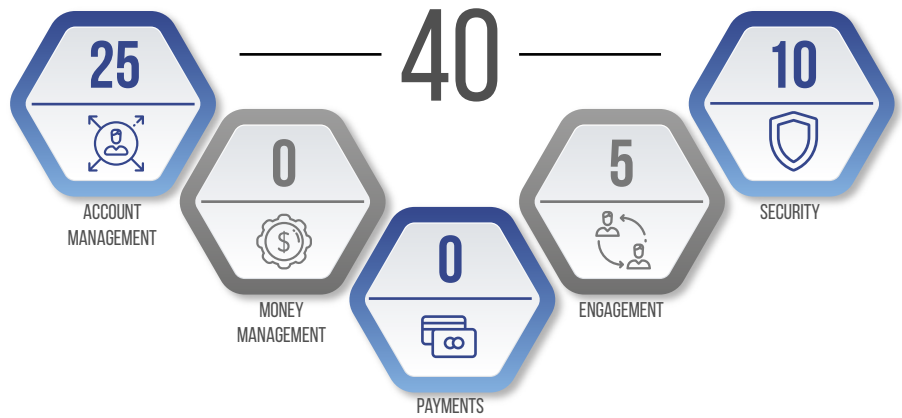 40
25
ACCOUNT
MANAGEMENT
0
$
MONEY
MANAGEMENT
0
PAYMENTS
5
ENGAGEMENT
10
SECURITY